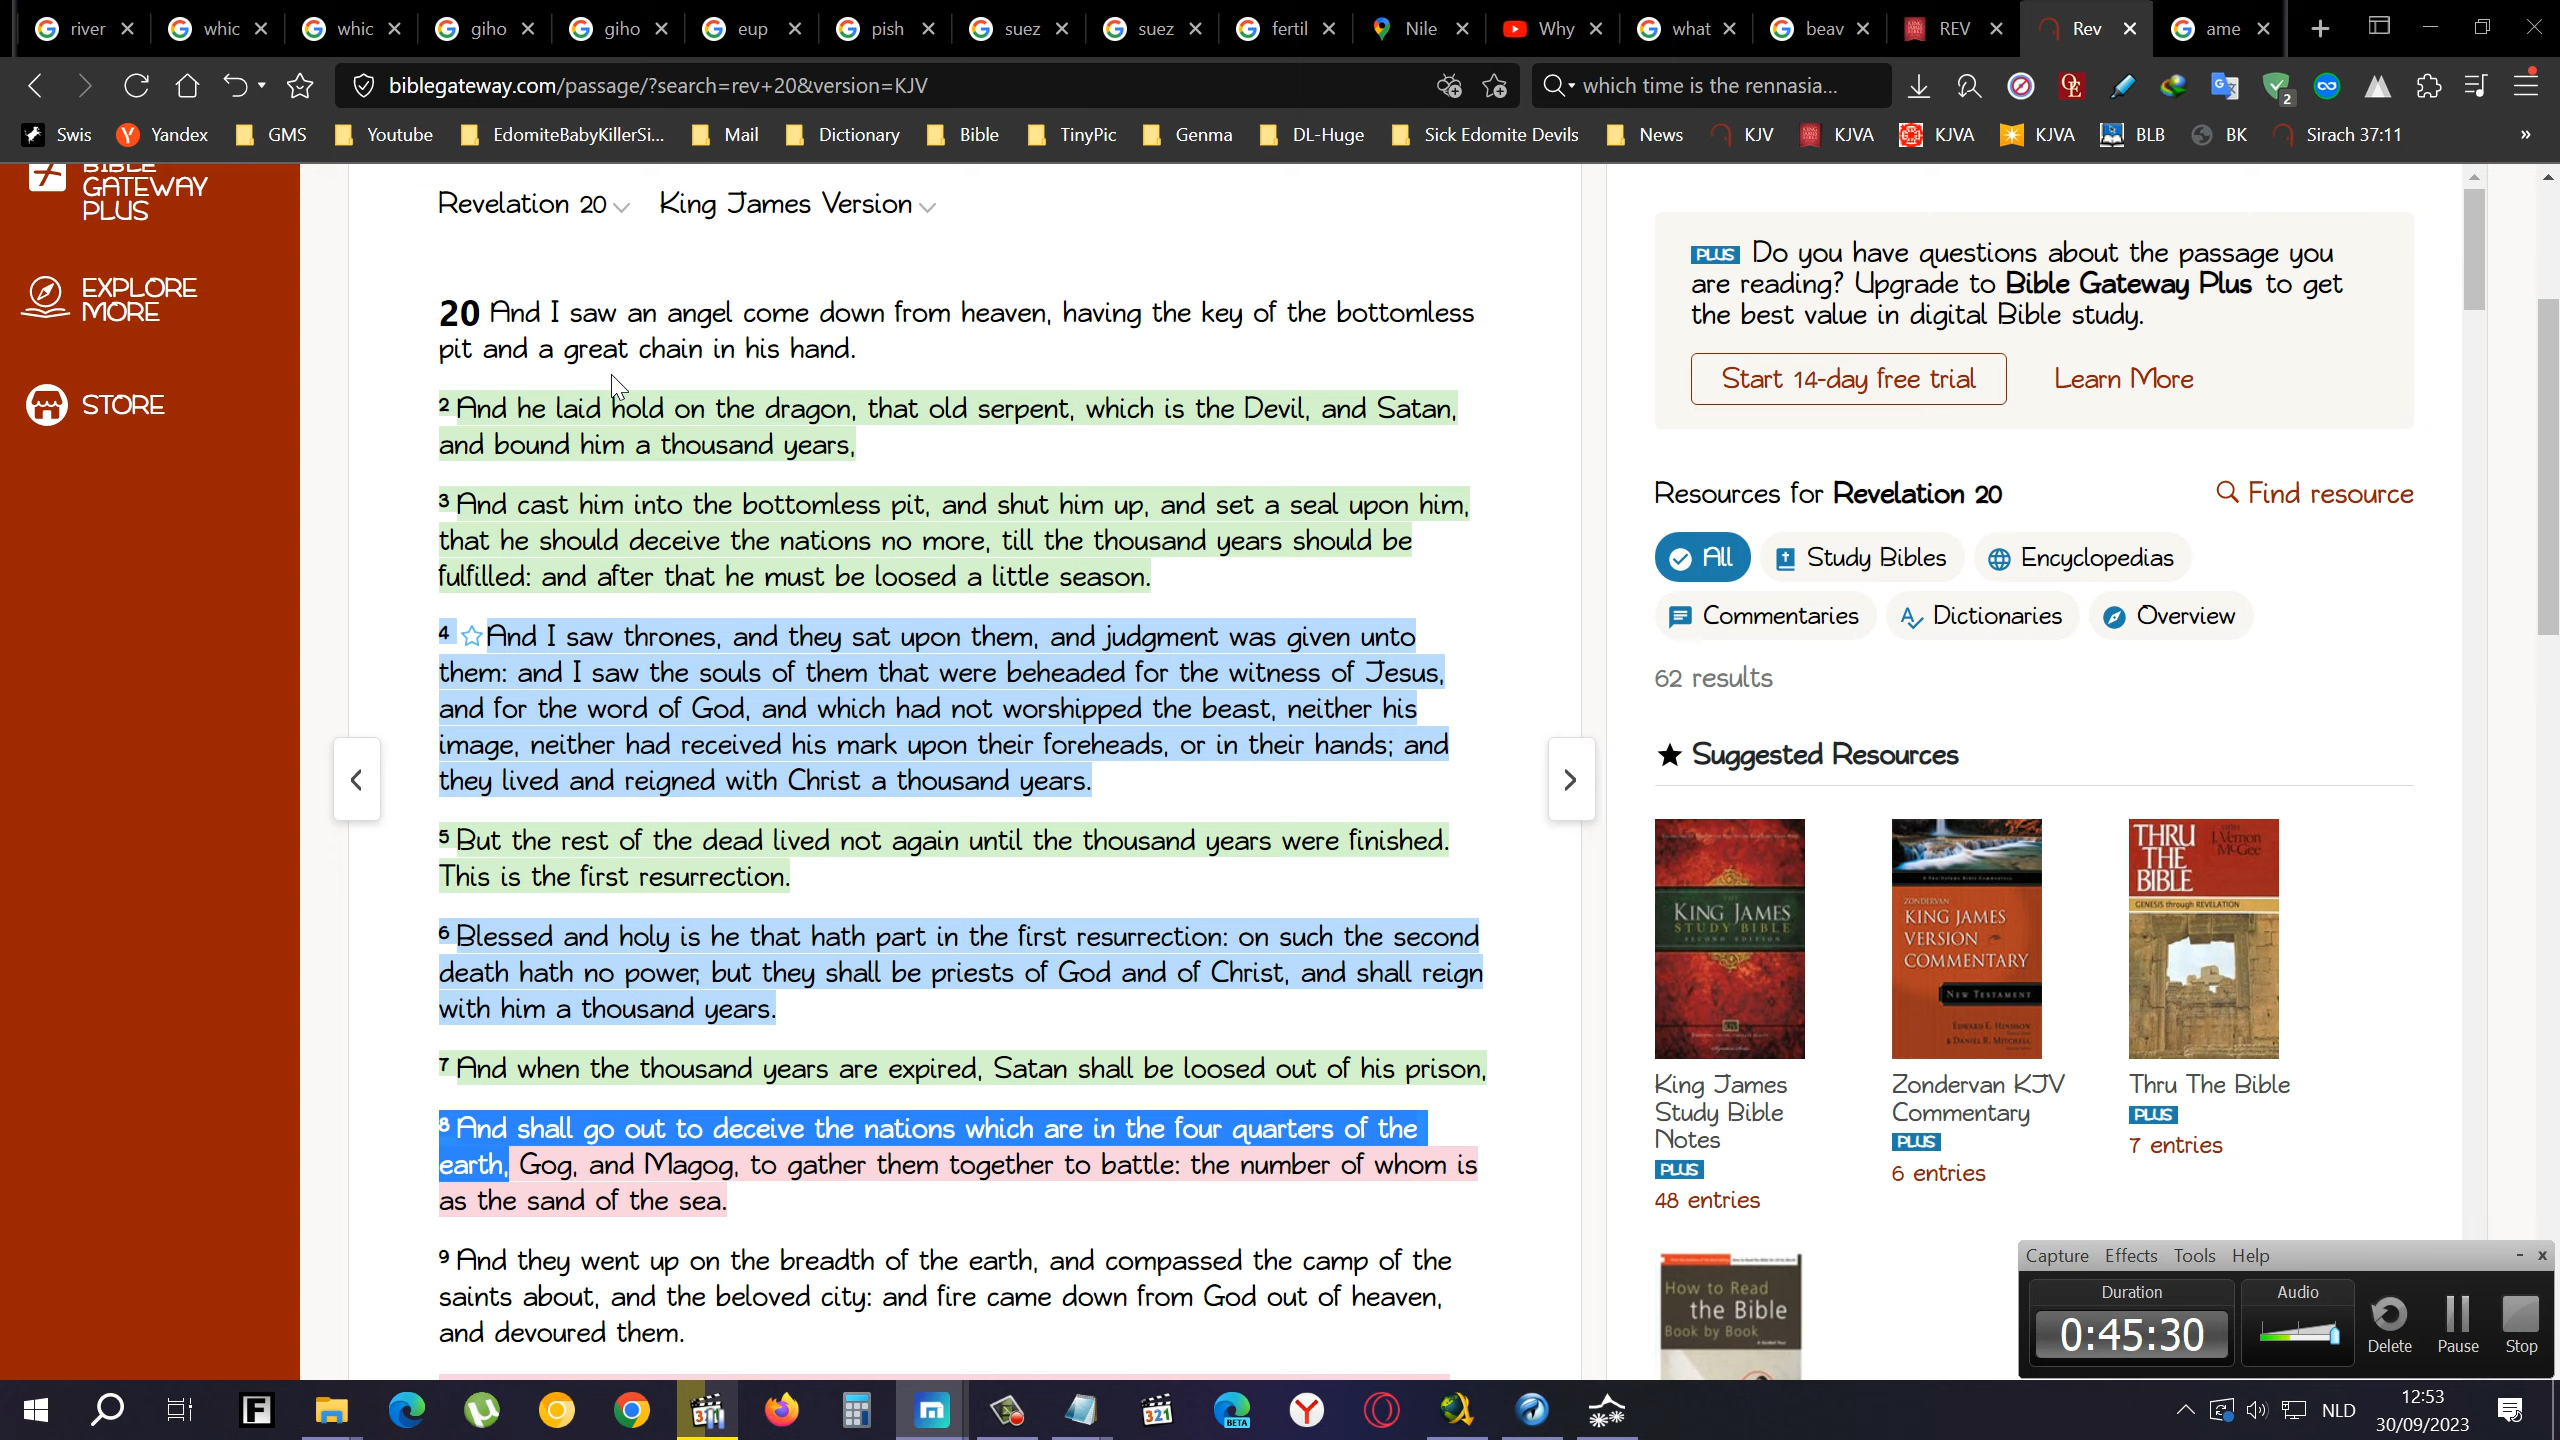 river
whic
whic
giho
giho
eup
pish
suez
suez
fertil
Nile
Why
what
beav
REV
Rev
ame
biblegateway.com/passage/?search=rev+20&version=KJV
which time is the rennasia...
2
Swis
Yandex
GMS
Youtube
EdomiteBabyKillerSi...
Mail
Dictionary
Bible
TinyPic
Genma
DL-Huge
Sick Edomite Devils
News
KJV
KJVA
KJVA
KJVA
BLB
BK
Sirach 37:11
»
BIBLE
GATEWAY
PLUS
EXPLORE
MORE
STORE
Revelation 20
King James Version
20 And I saw an angel come down from heaven, having the key of the bottomless
pit and a great chain in his hand.
2 And he laid hold on the dragon, that old serpent, which is the Devil, and Satan,
and bound him a thousand years,
3 And cast him into the bottomless pit, and shut him up, and set a seal upon him,
that he should deceive the nations no more, till the thousand years should be
fulfilled: and after that he must be loosed a little season.
4 And I saw thrones, and they sat upon them, and judgment was given unto
them: and I saw the souls of them that were beheaded for the witness of Jesus,
and for the word of God, and which had not worshipped the beast, neither his
image, neither had received his mark upon their foreheads, or in their hands; and
they lived and reigned with Christ a thousand years.
5 But the rest of the dead lived not again until the thousand years were finished.
This is the first resurrection.
6 Blessed and holy is he that hath part in the first resurrection: on such the second
death hath no power, but they shall be priests of God and of Christ, and shall reign
with him a thousand years.
7 And when the thousand years are expired, Satan shall be loosed out of his prison,
8 And shall go out to deceive the nations which are in the four quarters of the
earth, Gog, and Magog, to gather them together to battle: the number of whom is
as the sand of the sea.
9 And they went up on the breadth of the earth, and compassed the camp of the
saints about, and the beloved city: and fire came down from God out of heaven,
and devoured them.
PLUS Do you have questions about the passage you
are reading? Upgrade to Bible Gateway Plus to get
the best value in digital Bible study.
Start 14-day free trial
Learn More
Resources for Revelation 20
Find resource
All
Study Bibles
Encyclopedias
Commentaries
Dictionaries
Overview
62 results
Suggested Resources
KING JAMES
STUDY BIBLE
SECOND EDITION
ZONDERVAN
KING JAMES
VERSION
COMMENTARY
NEW TESTAMENT
EDWARD E. HINDSON
& DANIEL R. MITCHELL
THRU
THE
BIBLE
J. Vernon
McGee
GENESIS through REVELATION
King James
Study Bible
Notes
PLUS
48 entries
Zondervan KJV
Commentary
PLUS
6 entries
Thru The Bible
PLUS
7 entries
How to Read
the Bible
Book by Book
Capture
Effects
Tools
Help
Duration
0:45:30
Audio
Delete
Pause
Stop
321
BETA
NLD
12:53
30/09/2023